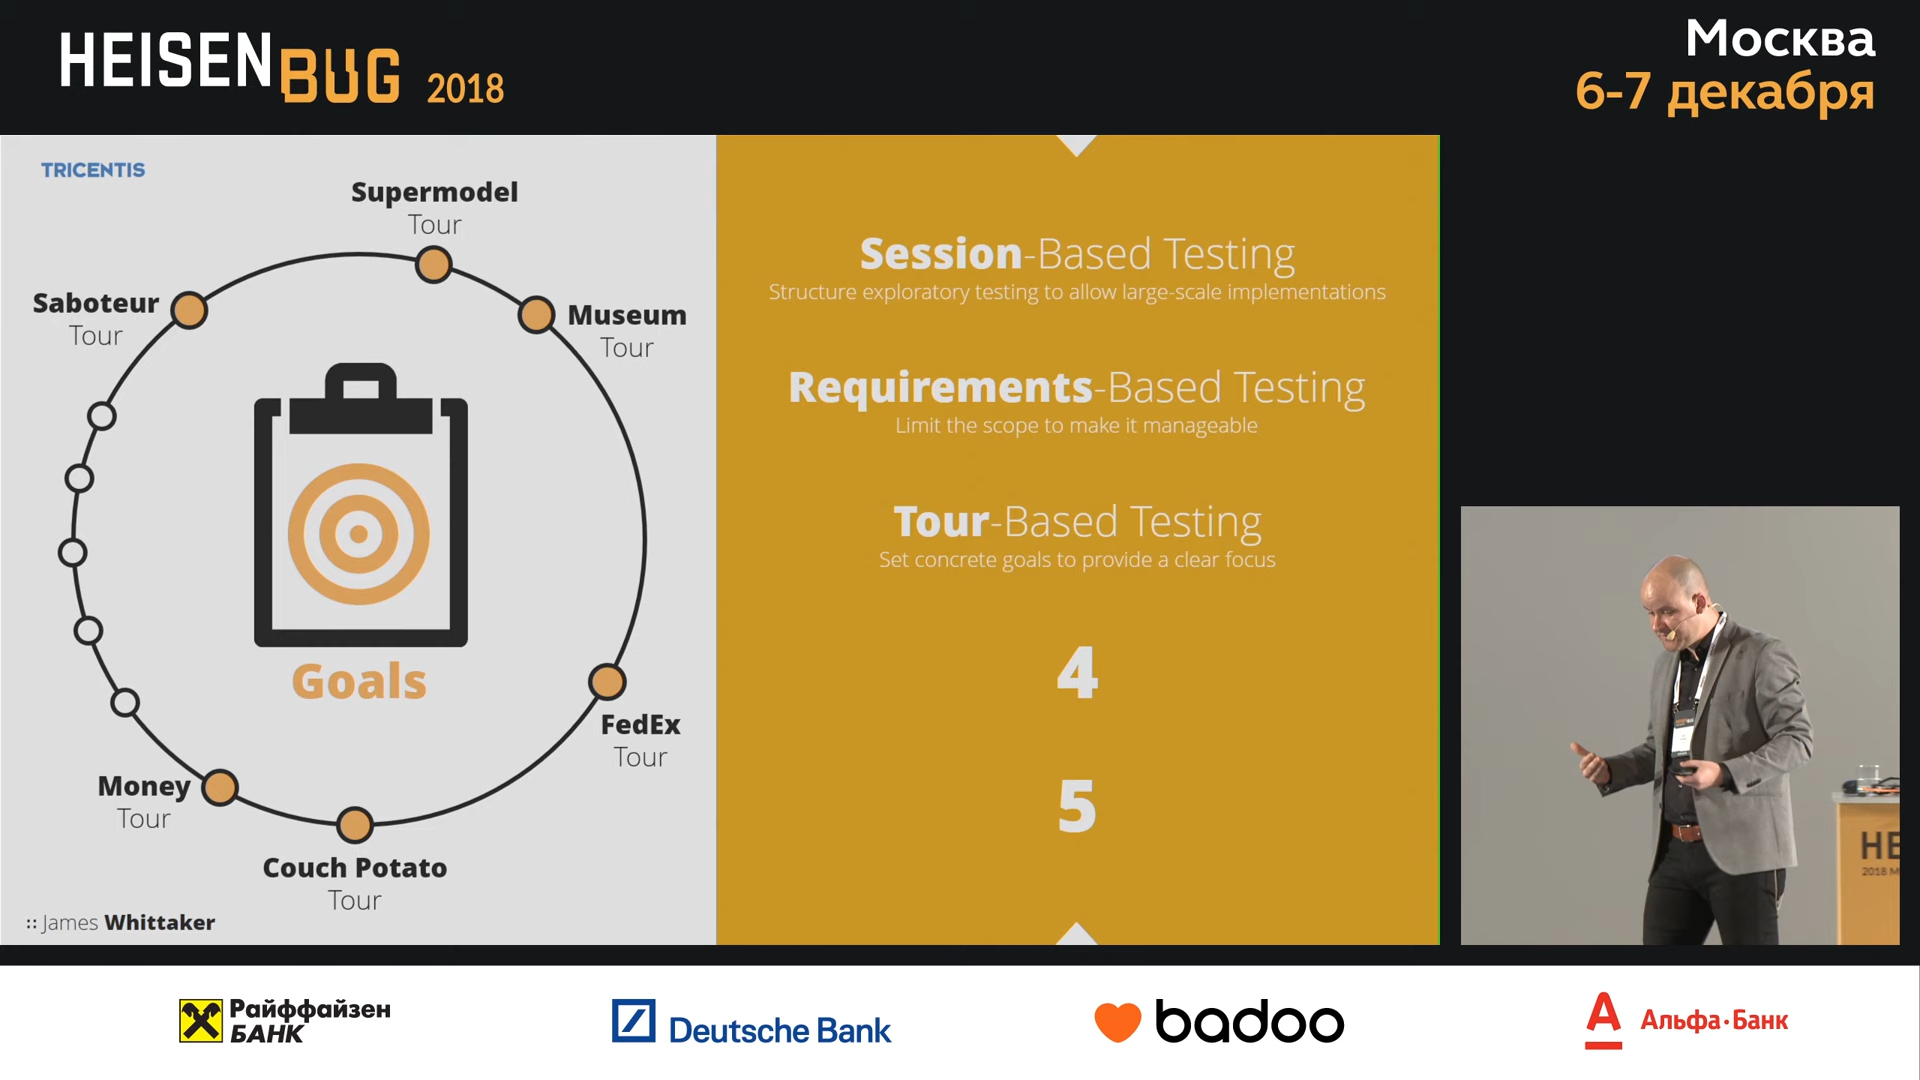 HEISENBUG 2018
Москва
6-7 декабря
TRICENTIS
Supermodel
Tour
Saboteur
Tour
Museum
Tour
Goals
FedEx
Tour
Money
Tour
Couch Potato
Tour
:: James Whittaker
Session-Based Testing
Structure exploratory testing to allow large-scale implementations
Requirements-Based Testing
Limit the scope to make it manageable
Tour-Based Testing
Set concrete goals to provide a clear focus
4
5
HE
2018 M
Райффайзен
БАНК
Deutsche Bank
badoo
Альфа·Банк